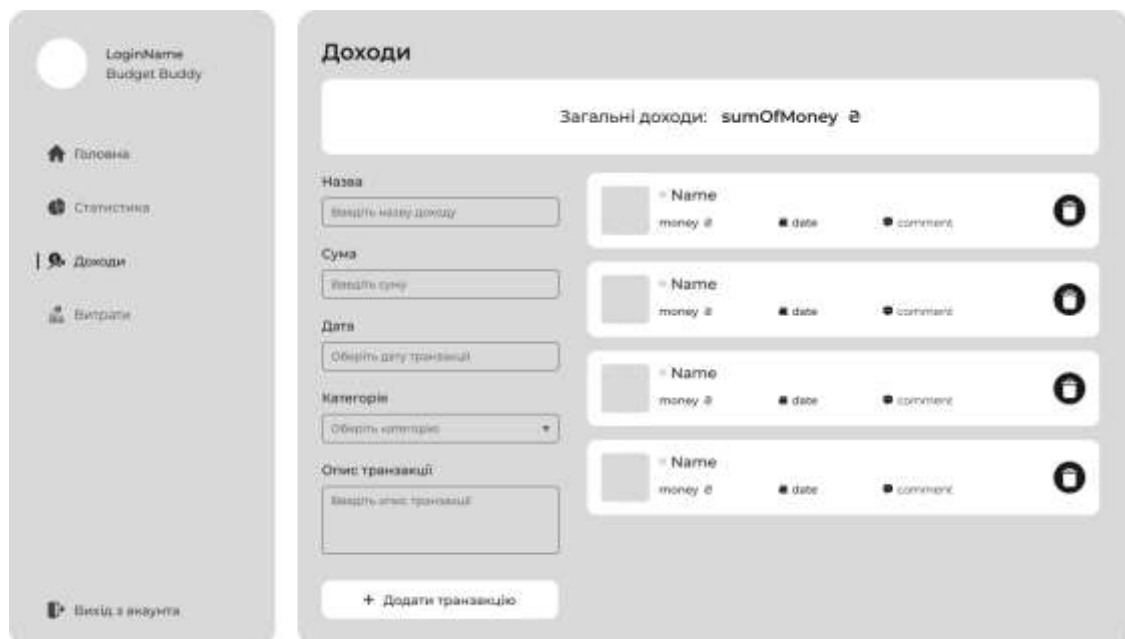 LoginName
Budget Buddy
Головна
Статистика
Доходи
Витрати
Вихід з акаунта
Доходи
Загальні доходи: sumOfMoney ₴
Назва
Введіть назву доходу
Сума
Введіть суму
Дата
Оберіть дату транзакції
Категорія
Оберіть категорію
Опис транзакції
Введіть опис транзакції
+ Додати транзакцію
Name
money ₴ date comment
Name
money ₴ date comment
Name
money ₴ date comment
Name
money ₴ date comment